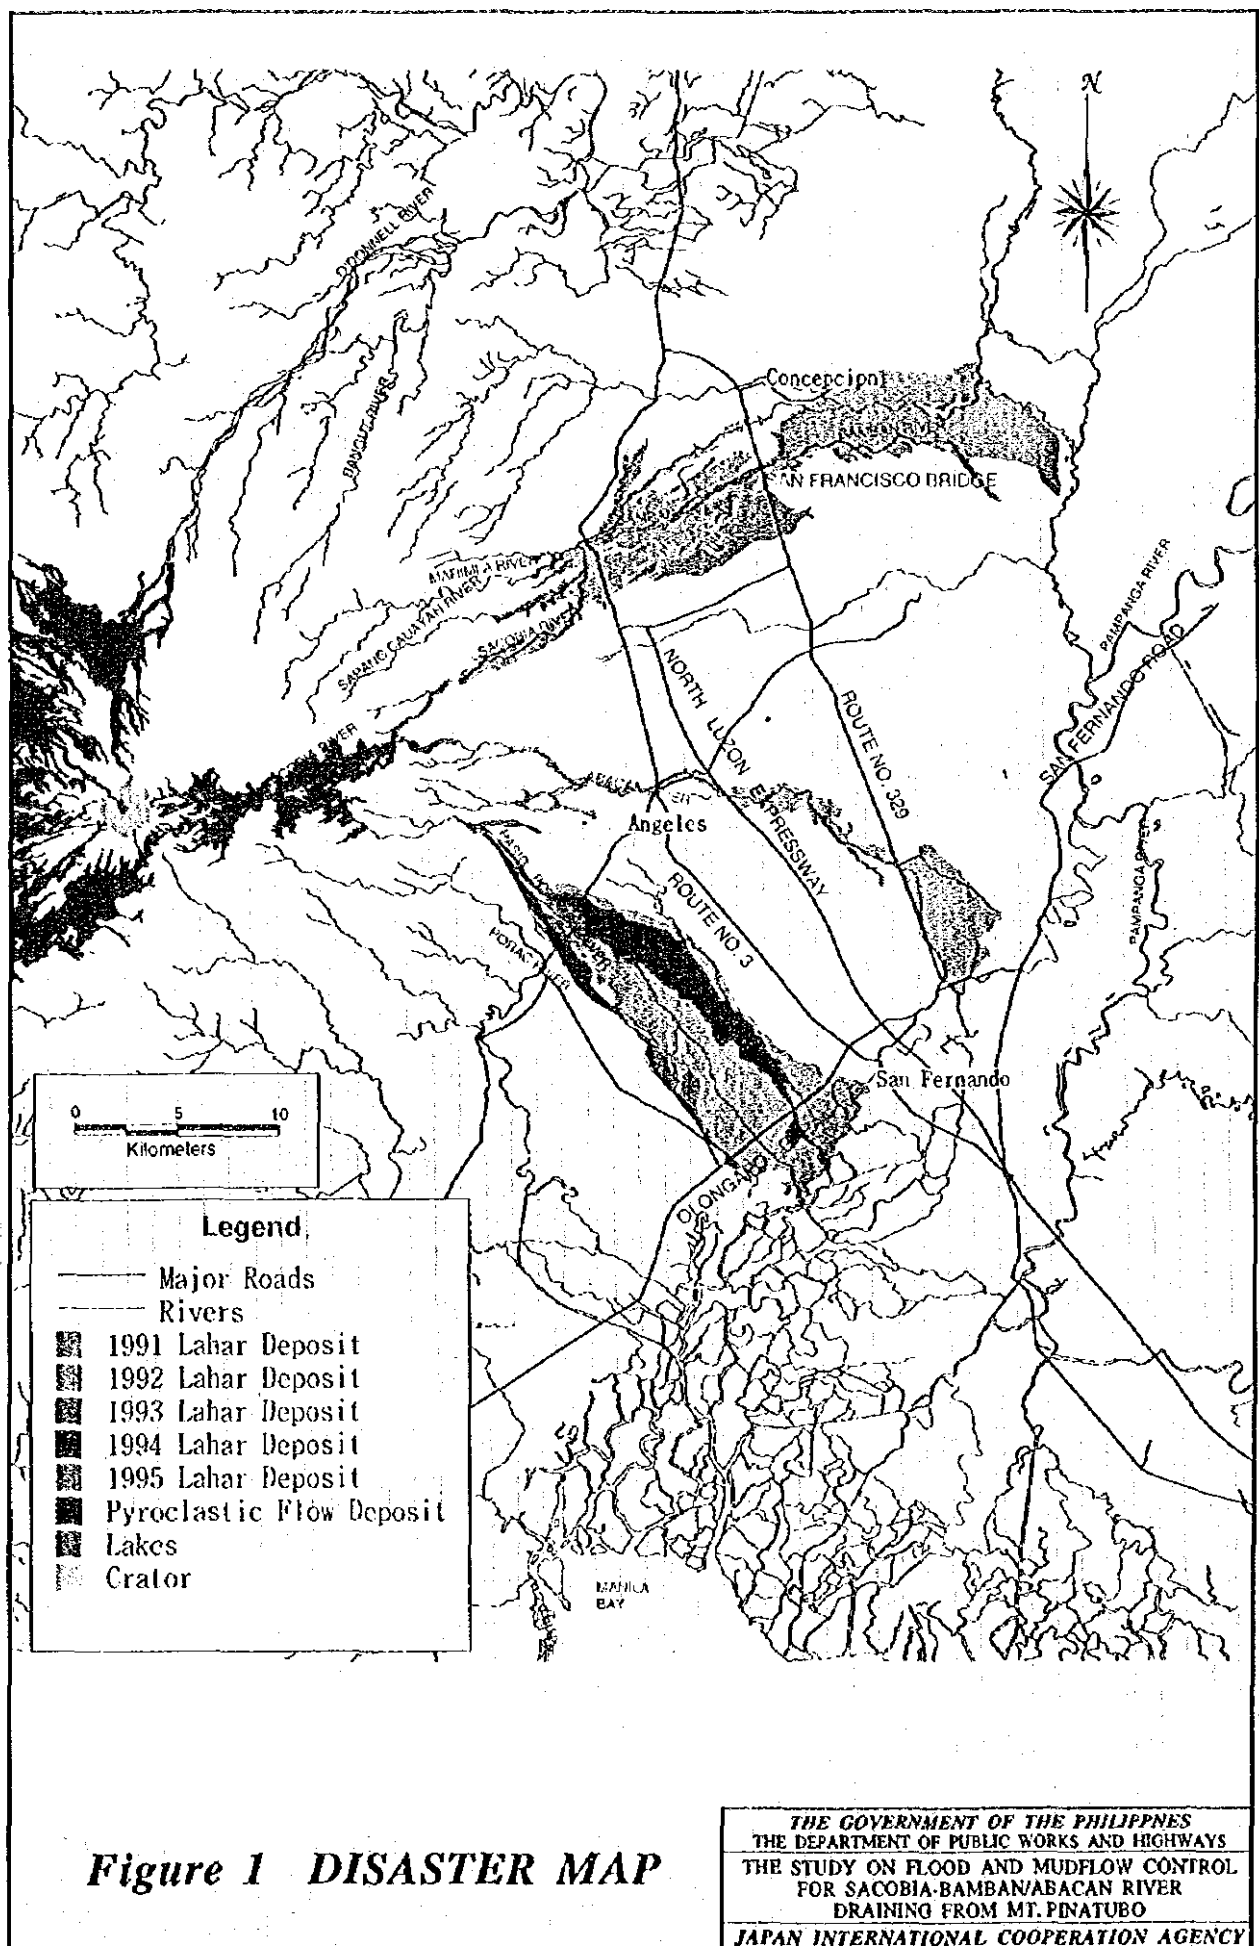 N
O'DONNELL RIVER
BANGUT RIVER
Concepcion
SAN FRANCISCO BRIDGE
MARIMLA RIVER
SAPANG CAUAYAN RIVER
SACOBIA RIVER
RIVER
PAMPANGA RIVER
SAN FERNANDO ROAD
NORTH LUZON EXPRESSWAY
ROUTE NO. 329
ABACAN
Angeles
PASIG
RIVER
ROUTE NO. 3
PORAC RIVER
PAMPANGA RIVER
San Fernando
OLONGAPO
0 5 10
Kilometers
Legend
Major Roads
Rivers
1991 Lahar Deposit
1992 Lahar Deposit
1993 Lahar Deposit
1994 Lahar Deposit
1995 Lahar Deposit
Pyroclastic Flow Deposit
Lakes
Crator
MANILA
BAY
Figure 1 DISASTER MAP
THE GOVERNMENT OF THE PHILIPPNES
THE DEPARTMENT OF PUBLIC WORKS AND HIGHWAYS
THE STUDY ON FLOOD AND MUDFLOW CONTROL
FOR SACOBIA-BAMBAN/ABACAN RIVER
DRAINING FROM MT. PINATUBO
JAPAN INTERNATIONAL COOPERATION AGENCY